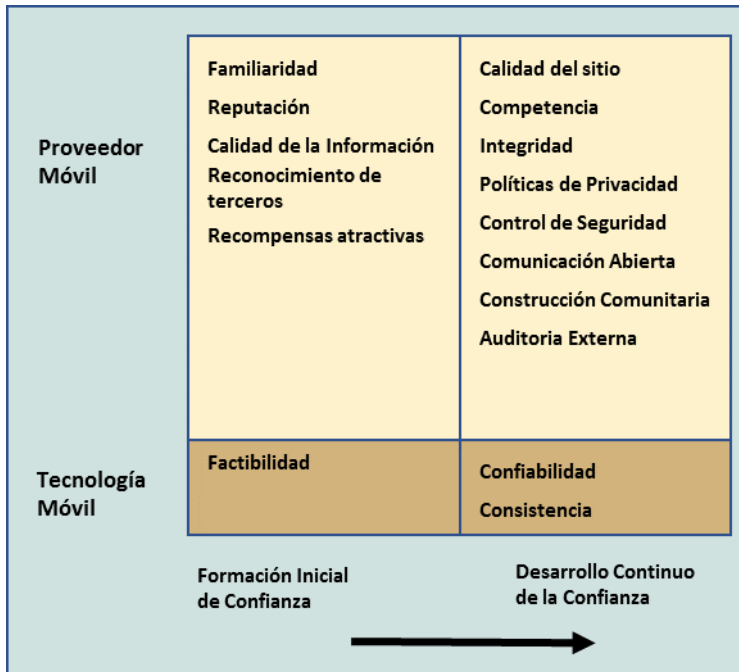 Proveedor
Móvil
Familiaridad
Reputación
Calidad de la Información
Reconocimiento de
terceros
Recompensas atractivas
Calidad del sitio
Competencia
Integridad
Políticas de Privacidad
Control de Seguridad
Comunicación Abierta
Construcción Comunitaria
Auditoria Externa
Tecnología
Móvil
Factibilidad
Confiabilidad
Consistencia
Formación Inicial
de Confianza
Desarrollo Continuo
de la Confianza